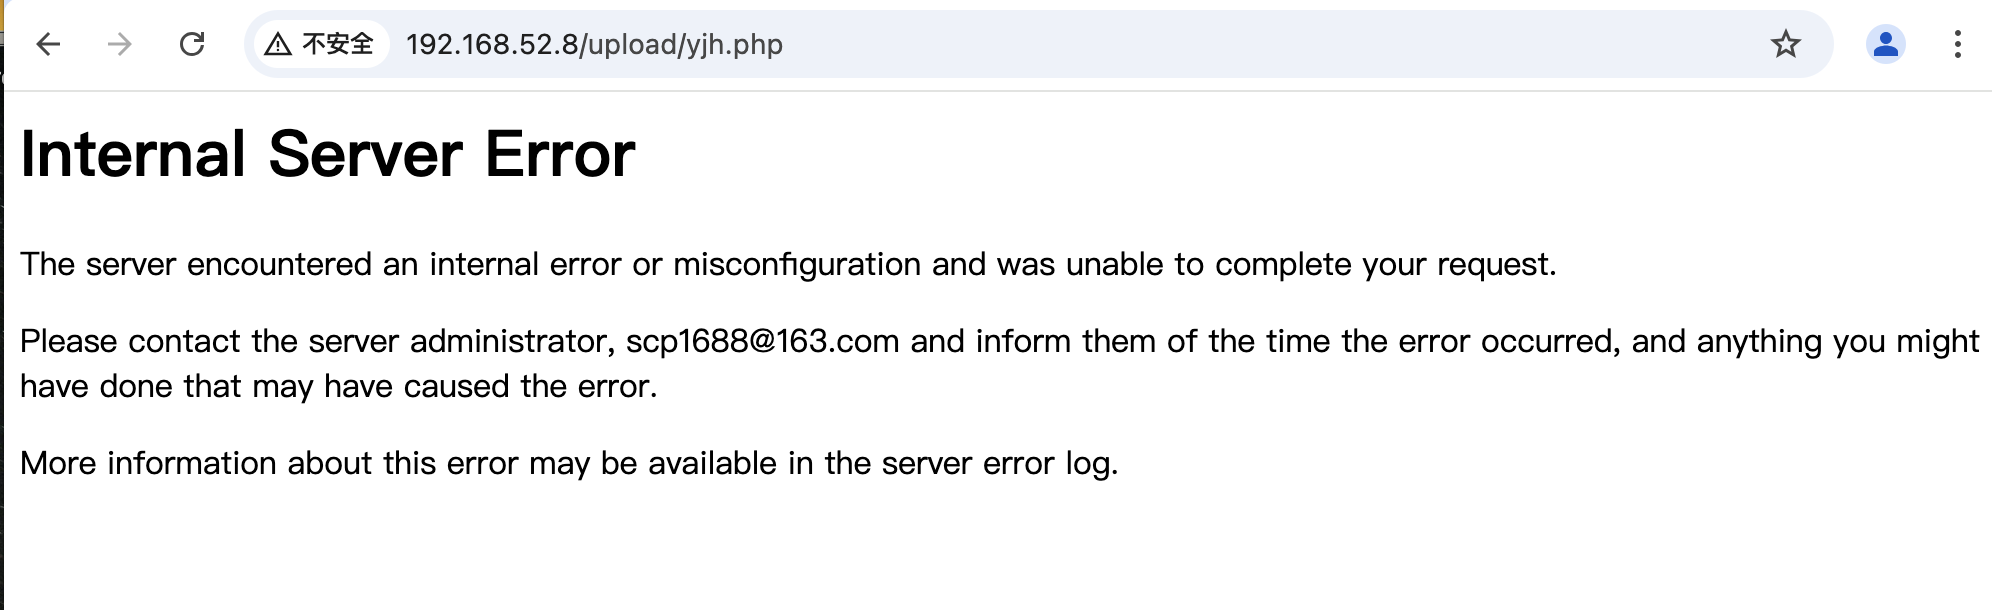 不安全 192.168.52.8/upload/yjh.php
Internal Server Error
The server encountered an internal error or misconfiguration and was unable to complete your request.
Please contact the server administrator, scp1688@163.com and inform them of the time the error occurred, and anything you might
have done that may have caused the error.
More information about this error may be available in the server error log.